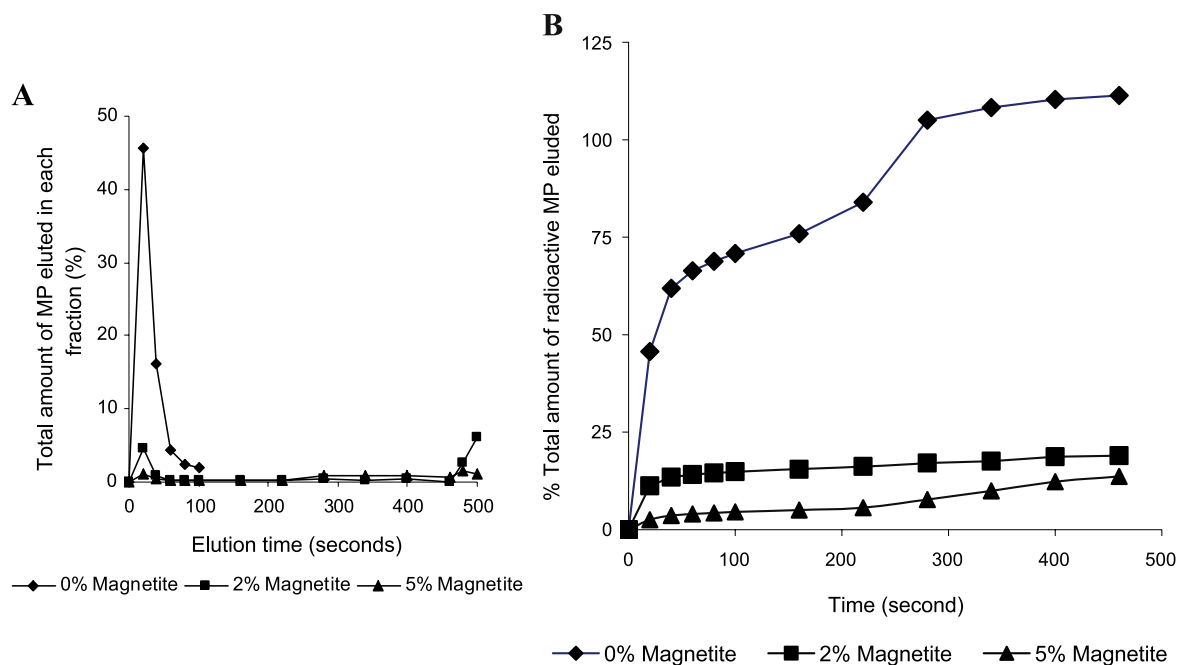 A
Total amount of MP eluted in each
fraction (%)
50
40
30
20
10
0
0 100 200 300 400 500
Elution time (seconds)
0% Magnetite 2% Magnetite 5% Magnetite
B
% Total amount of radioactive MP eluded
125
100
75
50
25
0
0 100 200 300 400 500
Time (second)
0% Magnetite 2% Magnetite 5% Magnetite